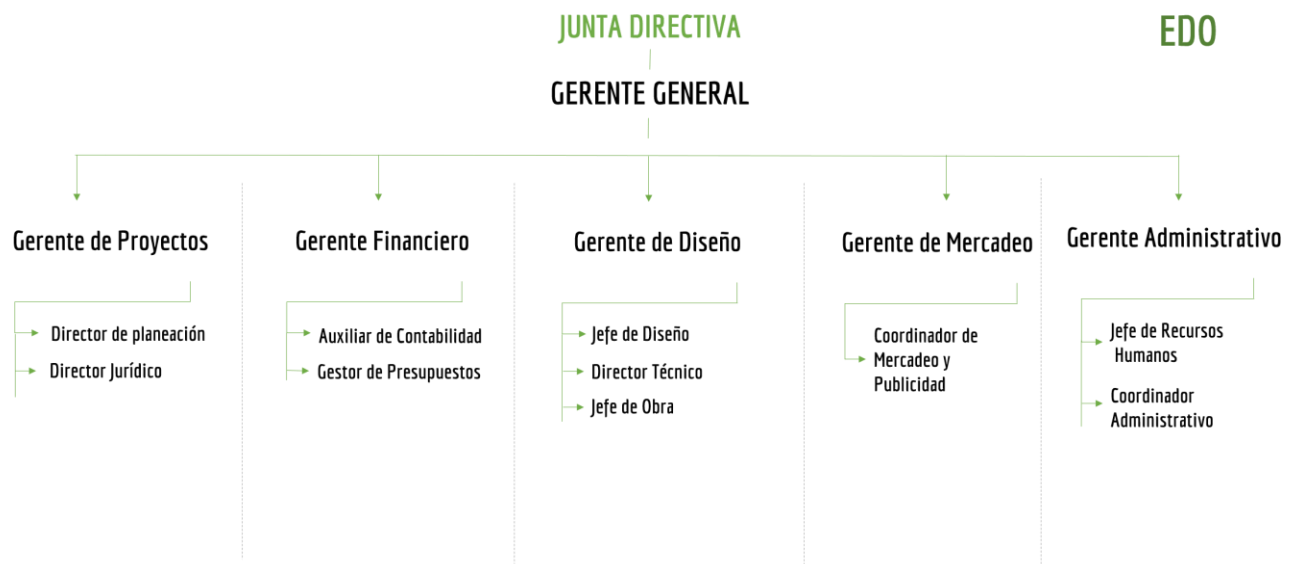 JUNTA DIRECTIVA
EDO
GERENTE GENERAL
Gerente de Proyectos
Director de planeación
Director Jurídico
Gerente Financiero
Auxiliar de Contabilidad
Gestor de Presupuestos
Gerente de Diseño
Jefe de Diseño
Director Técnico
Jefe de Obra
Gerente de Mercadeo
Coordinador de
Mercadeo y
Publicidad
Gerente Administrativo
Jefe de Recursos
Humanos
Coordinador
Administrativo